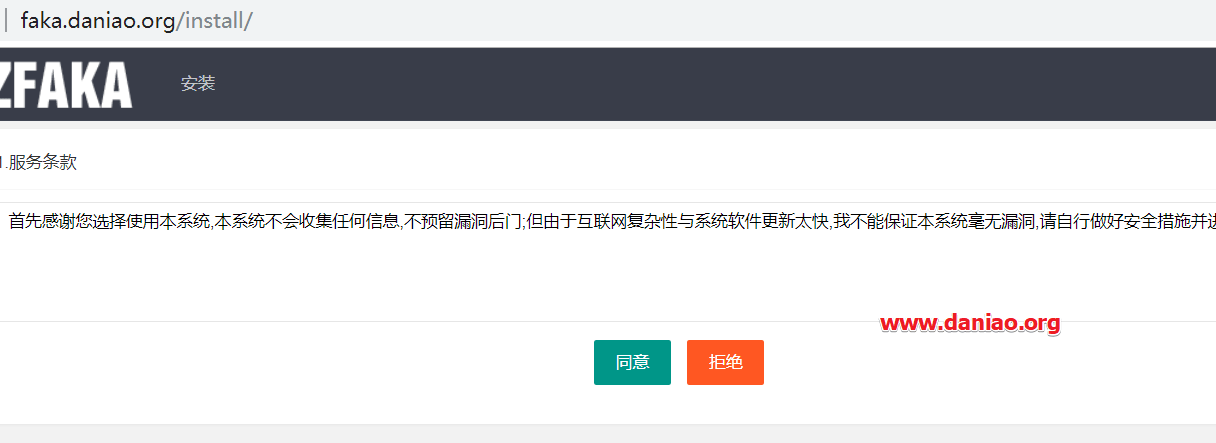 faka.daniao.org/install/
ZFAKA 安装
1.服务条款
首先感谢您选择使用本系统,本系统不会收集任何信息,不预留漏洞后门;但由于互联网复杂性与系统软件更新太快,我不能保证本系统毫无漏洞,请自行做好安全措施并
www.daniao.org
同意 拒绝